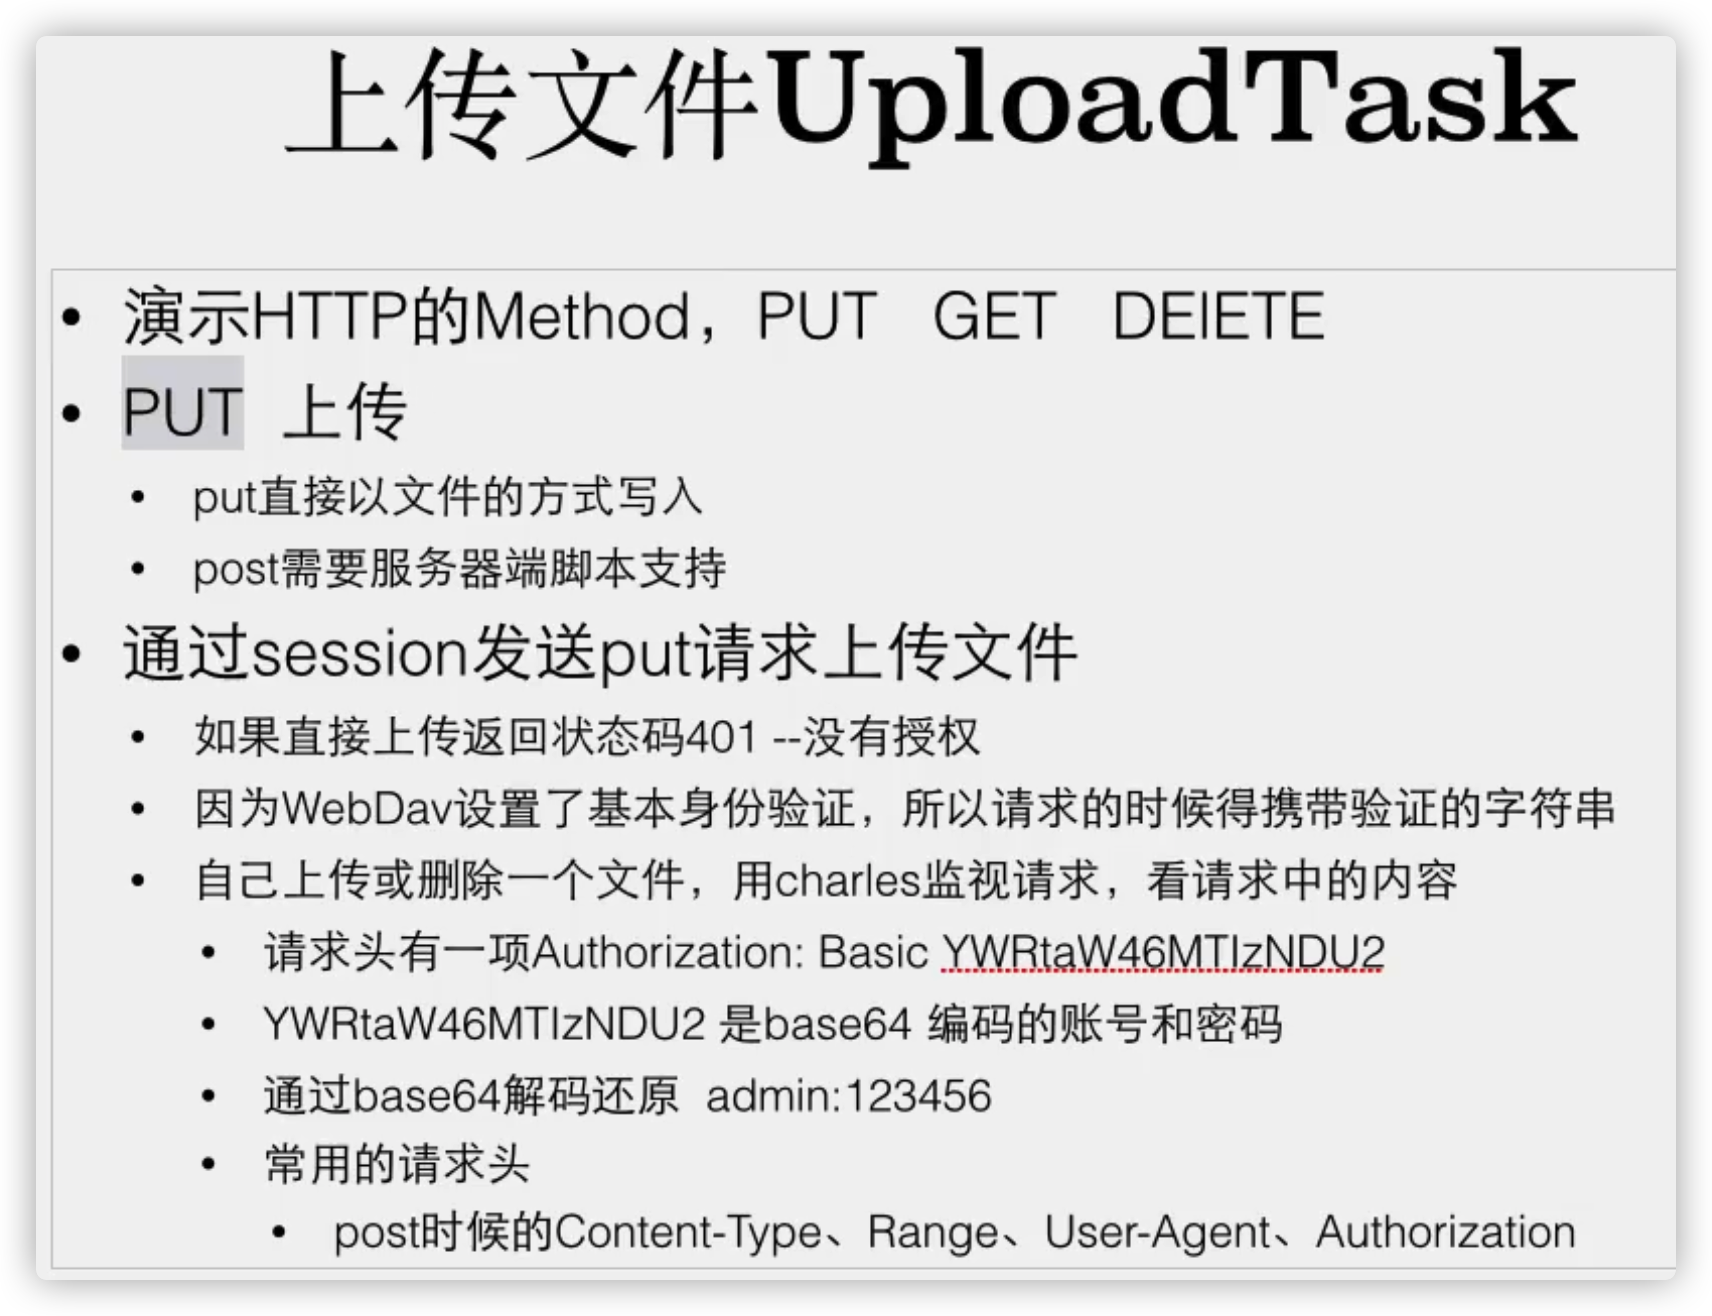 上传文件UploadTask
• 演示HTTP的Method，PUT GET DElETE
• PUT 上传
• put直接以文件的方式写入
• post需要服务器端脚本支持
• 通过session发送put请求上传文件
• 如果直接上传返回状态码401 --没有授权
• 因为WebDav设置了基本身份验证，所以请求的时候得携带验证的字符串
• 自己上传或删除一个文件，用charles监视请求，看请求中的内容
• 请求头有一项Authorization: Basic YWRtaW46MTIzNDU2
• YWRtaW46MTIzNDU2 是base64 编码的账号和密码
• 通过base64解码还原 admin:123456
• 常用的请求头
• post时候的Content-Type、Range、User-Agent、Authorization